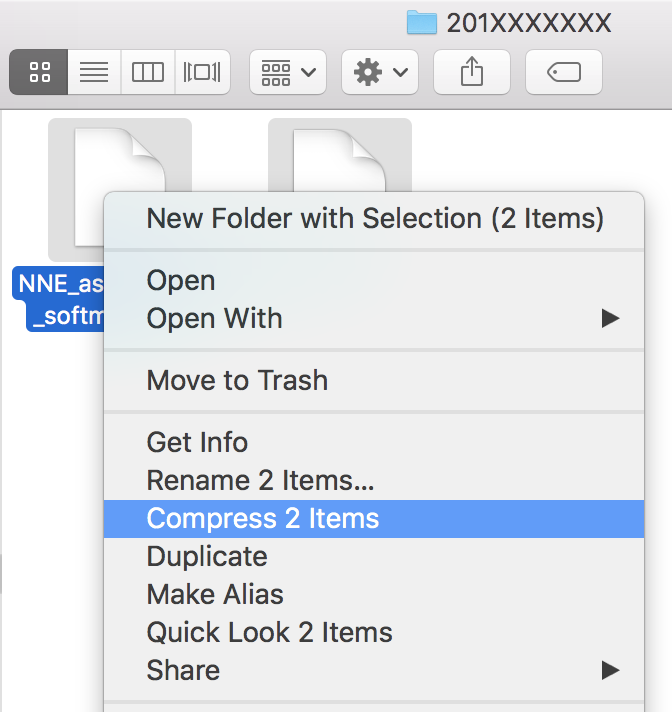 201XXXXXXX
New Folder with Selection (2 Items)
NNE_as
_softm
Open
Open With
Move to Trash
Get Info
Rename 2 Items...
Compress 2 Items
Duplicate
Make Alias
Quick Look 2 Items
Share